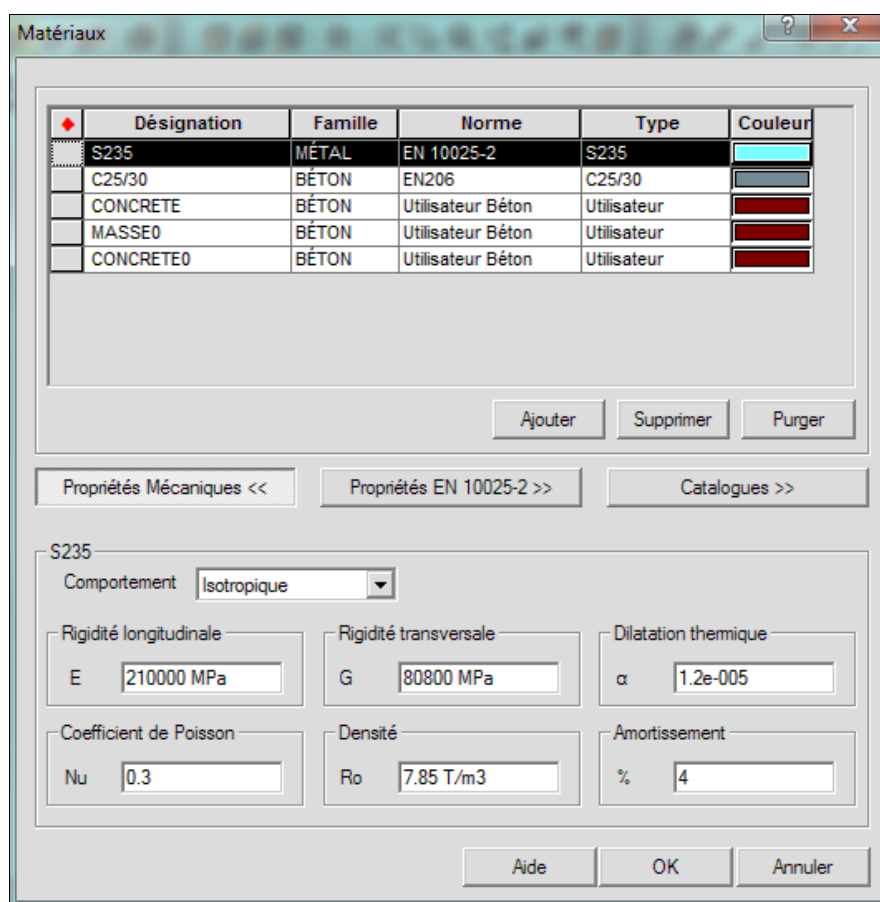 Matériaux ?
Désignation Famille Norme Type Couleur
S235 MÉTAL EN 10025-2 S235
C25/30 BÉTON EN206 C25/30
CONCRETE BÉTON Utilisateur Béton Utilisateur
MASSE0 BÉTON Utilisateur Béton Utilisateur
CONCRETE0 BÉTON Utilisateur Béton Utilisateur
Ajouter Supprimer Purger
Propriétés Mécaniques << Propriétés EN 10025-2 >> Catalogues >>
S235
Comportement Isotropique
Rigidité longitudinale Rigidité transversale Dilatation thermique
E 210000 MPa G 80800 MPa α 1.2e-005
Coefficient de Poisson Densité Amortissement
Nu 0.3 Ro 7.85 T/m3 % 4
Aide OK Annuler